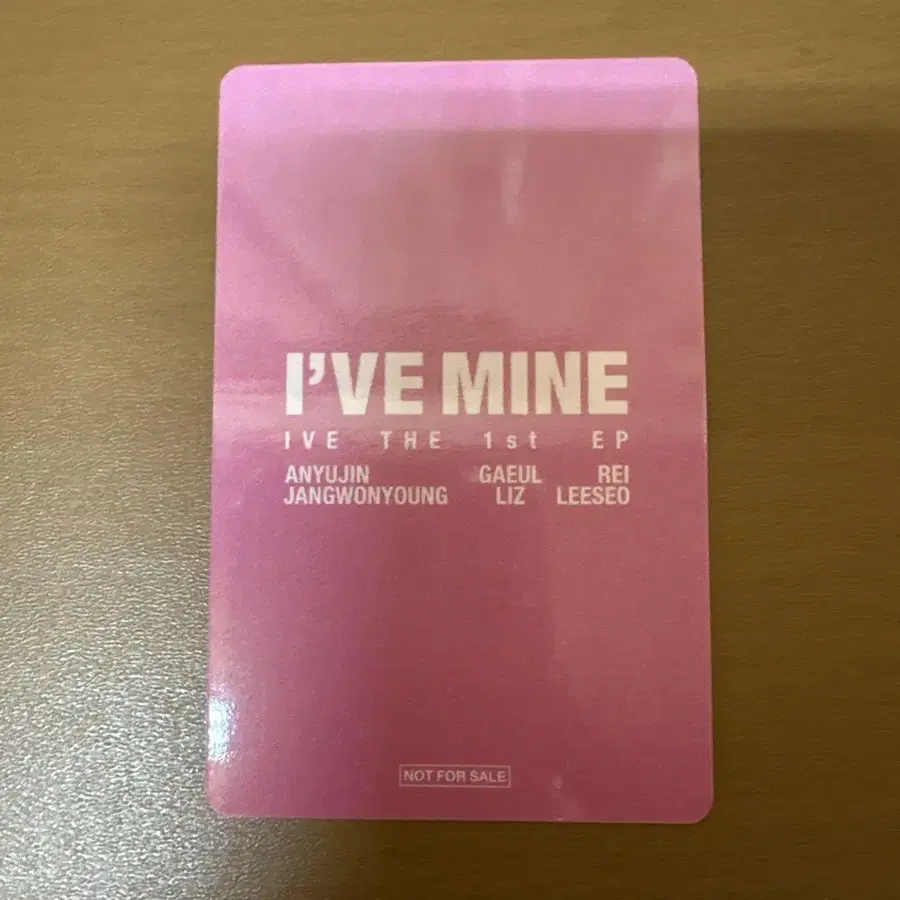 I'VE MINE
IVE THE 1st EP
ANYUJIN GAEUL REI
JANGWONYOUNG LIZ LEESEO
NOT FOR SALE